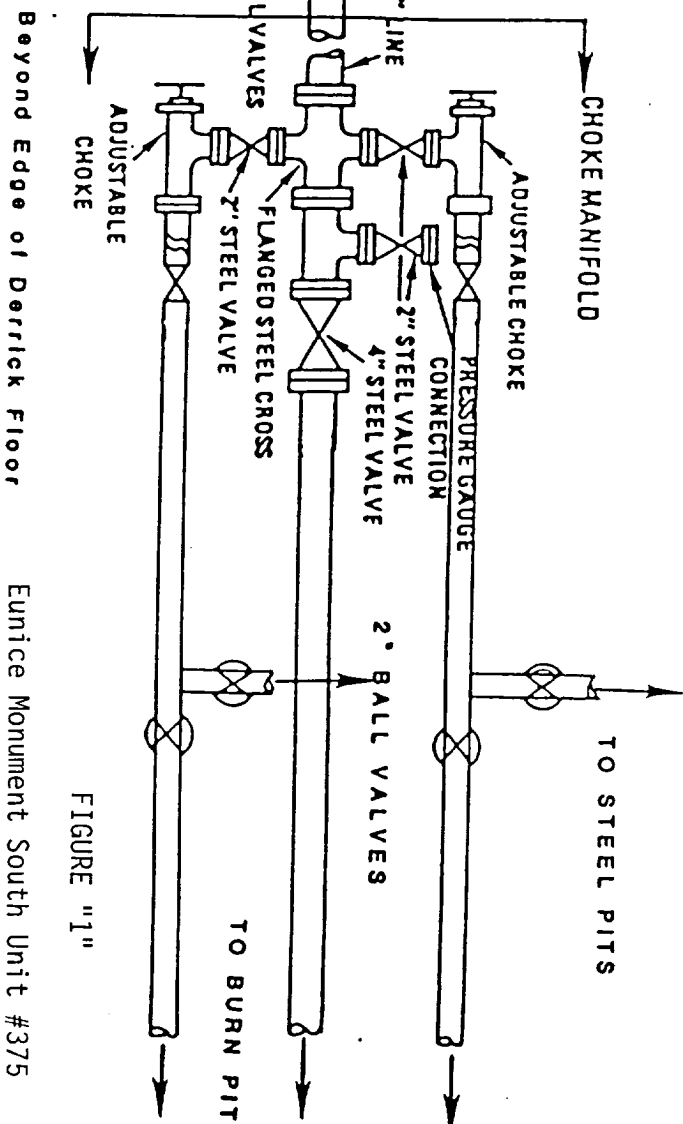 CHOKE MANIFOLD
ADJUSTABLE CHOKE
PRESSURE GAUGE
CONNECTION
2" STEEL VALVE
4" STEEL VALVE
" LINE
VALVES
FLANGED STEEL CROSS
2" STEEL VALVE
ADJUSTABLE
CHOKE
TO STEEL PITS
2" BALL VALVES
TO BURN PIT
FIGURE "1"
Beyond Edge of Derrick Floor
Eunice Monument South Unit #375